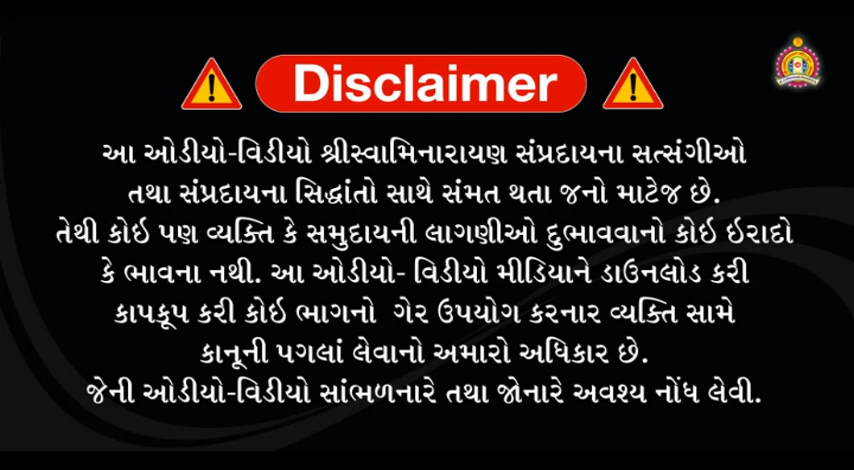 Disclaimer
આ ઓડીયો-વિડીયો શ્રીસ્વામિનારાયણ સંપ્રદાયના સત્સંગીઓ
તથા સંપ્રદાયના સિદ્ધાંતો સાથે સંમત થતા જનો માટેજ છે.
તેથી કોઇ પણ વ્યક્તિ કે સમુદાયની લાગણીઓ દુભાવવાનો કોઇ ઇરાદો
કે ભાવના નથી. આ ઓડીયો- વિડીયો મીડિયાને ડાઉનલોડ કરી
કાપકૂપ કરી કોઇ ભાગનો ગેર ઉપયોગ કરનાર વ્યક્તિ સામે
કાનૂની પગલાં લેવાનો અમારો અધિકાર છે.
જેની ઓડીયો-વિડીયો સાંભળનારે તથા જોનારે અવશ્ય નોંધ લેવી.